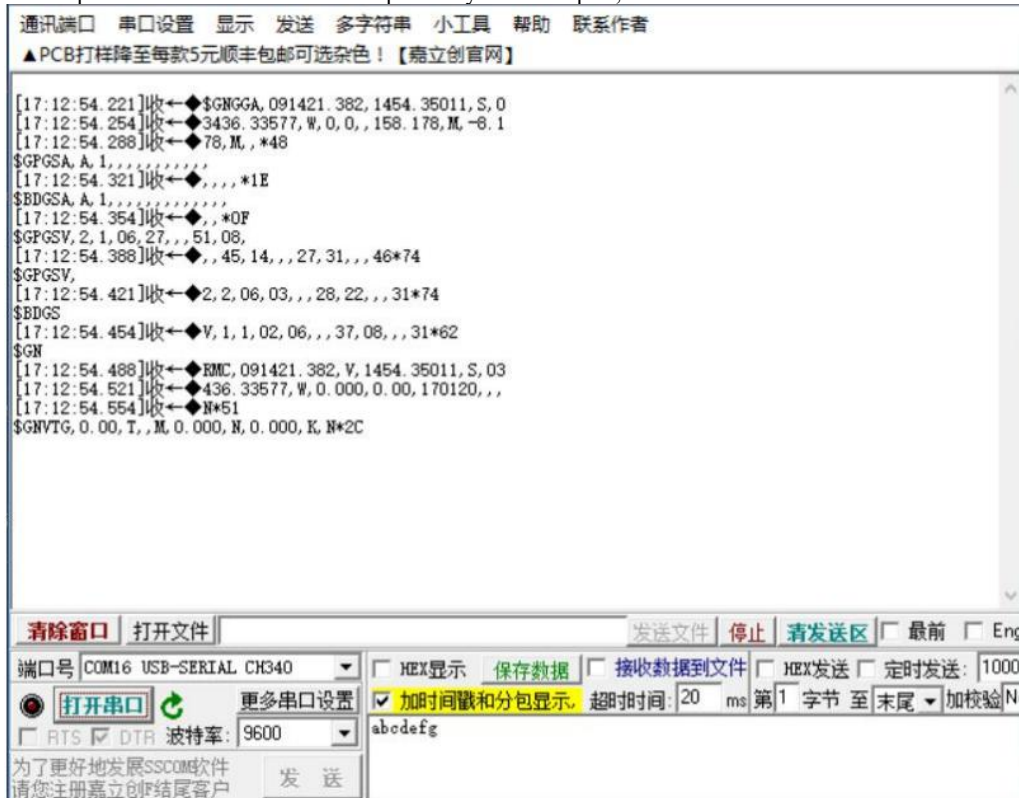 通讯端口 串口设置 显示 发送 多字符串 小工具 帮助 联系作者
▲PCB打样降至每款5元顺丰包邮可选杂色！【嘉立创官网】
[17:12:54.221]收←◆$GNGGA,091421.382,1454.35011,S,0
[17:12:54.254]收←◆3436.33577,W,0,0,,158.178,M,-8.1
[17:12:54.288]收←◆78,M,,*48
$GPGSA,A,1,,,,,,,,,,,
[17:12:54.321]收←◆,,,,*1E
$BDGSA,A,1,,,,,,,,,,,,,
[17:12:54.354]收←◆,,*0F
$GPGSV,2,1,06,27,,,51,08,
[17:12:54.388]收←◆,,45,14,,,27,31,,,46*74
$GPGSV,
[17:12:54.421]收←◆2,2,06,03,,,28,22,,,31*74
$BDGS
[17:12:54.454]收←◆V,1,1,02,06,,,37,08,,,31*62
$GN
[17:12:54.488]收←◆RMC,091421.382,V,1454.35011,S,03
[17:12:54.521]收←◆436.33577,W,0.000,0.00,170120,,,
[17:12:54.554]收←◆N*51
$GNVTG,0.00,T,,M,0.000,N,0.000,K,N*2C
清除窗口 打开文件 发送文件 停止 清发送区 最前 Eng
端口号 COM16 USB-SERIAL CH340 HEX显示 保存数据 接收数据到文件 HEX发送 定时发送: 1000
打开串口 更多串口设置 加时间戳和分包显示, 超时时间: 20 ms 第1 字节 至 末尾 加校验 N
RTS DTR 波特率: 9600 abcdefg
为了更好地发展SSCOM软件
请您注册嘉立创F结尾客户 发 送